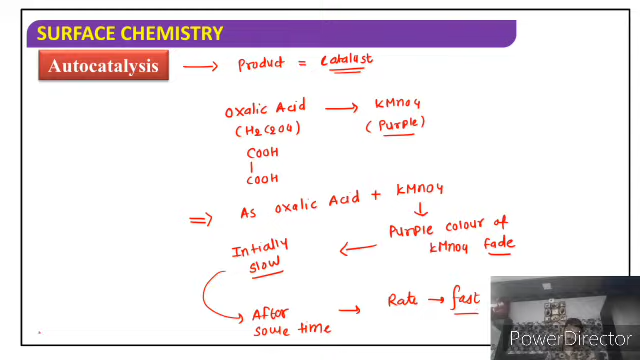 SURFACE CHEMISTRY
Autocatalysis → Product = Catalyst
Oxalic Acid → KMnO4
(H2C2O4) (Purple)
COOH
|
COOH
⇒ As Oxalic Acid + KMnO4
↓
Purple colour of
KMnO4 fade
←
Initially
slow
After
some time
→ Rate → fast
PowerDirector